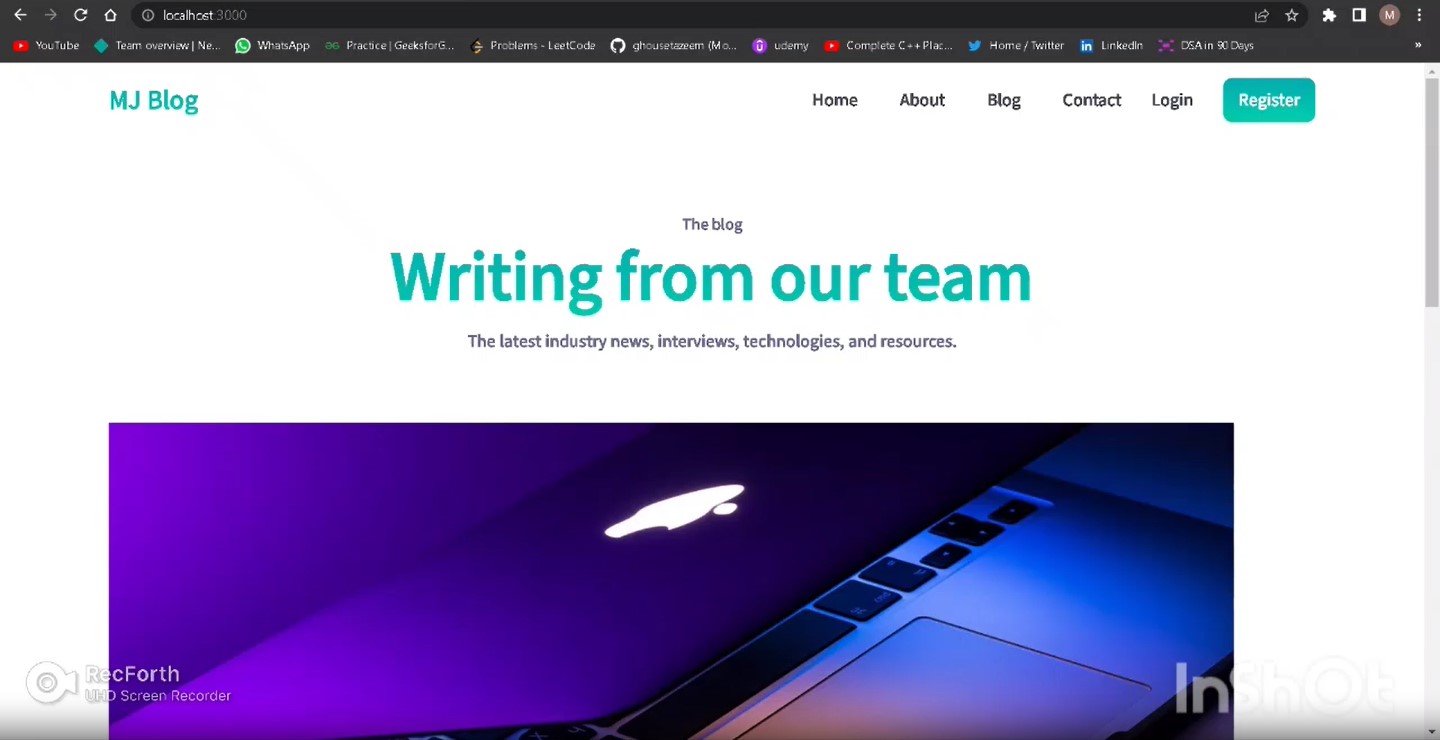 localhost:3000
M
YouTube Team overview | Ne... WhatsApp Practice | GeeksforG... Problems - LeetCode ghousetazeem (Mo... udemy Complete C++ Plac... Home / Twitter LinkedIn DSA in 90 Days »
MJ Blog Home About Blog Contact Login Register
The blog
Writing from our team
The latest industry news, interviews, technologies, and resources.
RecForth
UHD Screen Recorder
InShOt